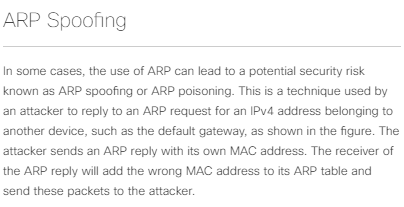 ARP Spoofing
In some cases, the use of ARP can lead to a potential security risk
known as ARP spoofing or ARP poisoning. This is a technique used by
an attacker to reply to an ARP request for an IPv4 address belonging to
another device, such as the default gateway, as shown in the figure. The
attacker sends an ARP reply with its own MAC address. The receiver of
the ARP reply will add the wrong MAC address to its ARP table and
send these packets to the attacker.